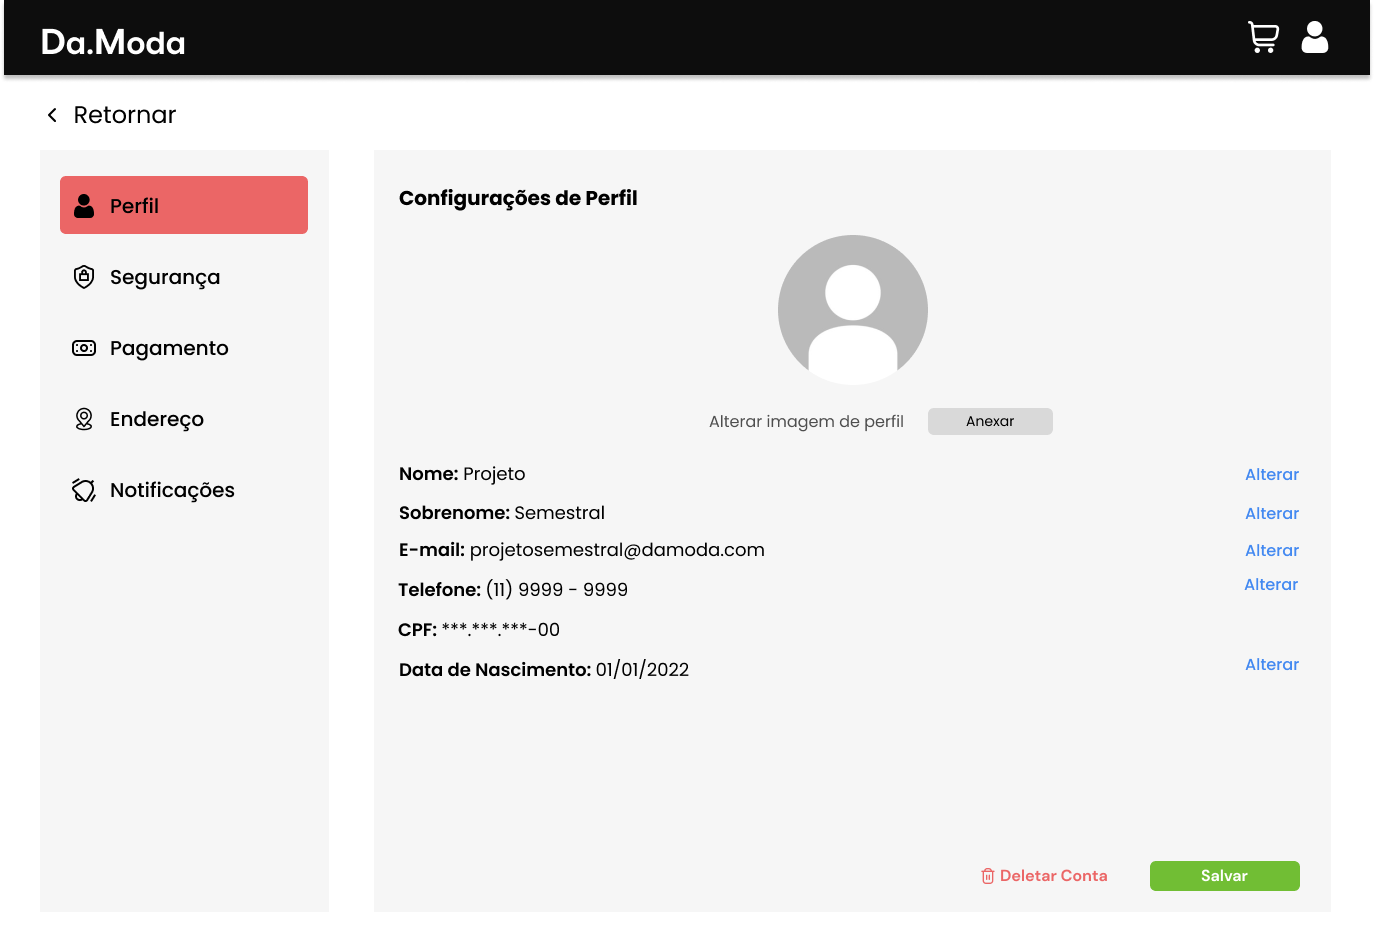 Da.Moda
Retornar
Perfil
Segurança
Pagamento
Endereço
Notificações
Configurações de Perfil
Alterar imagem de perfil Anexar
Nome: Projeto Alterar
Sobrenome: Semestral Alterar
E-mail: projetosemestral@damoda.com Alterar
Telefone: (11) 9999 - 9999 Alterar
CPF: ***.***.***-00
Data de Nascimento: 01/01/2022 Alterar
Deletar Conta Salvar